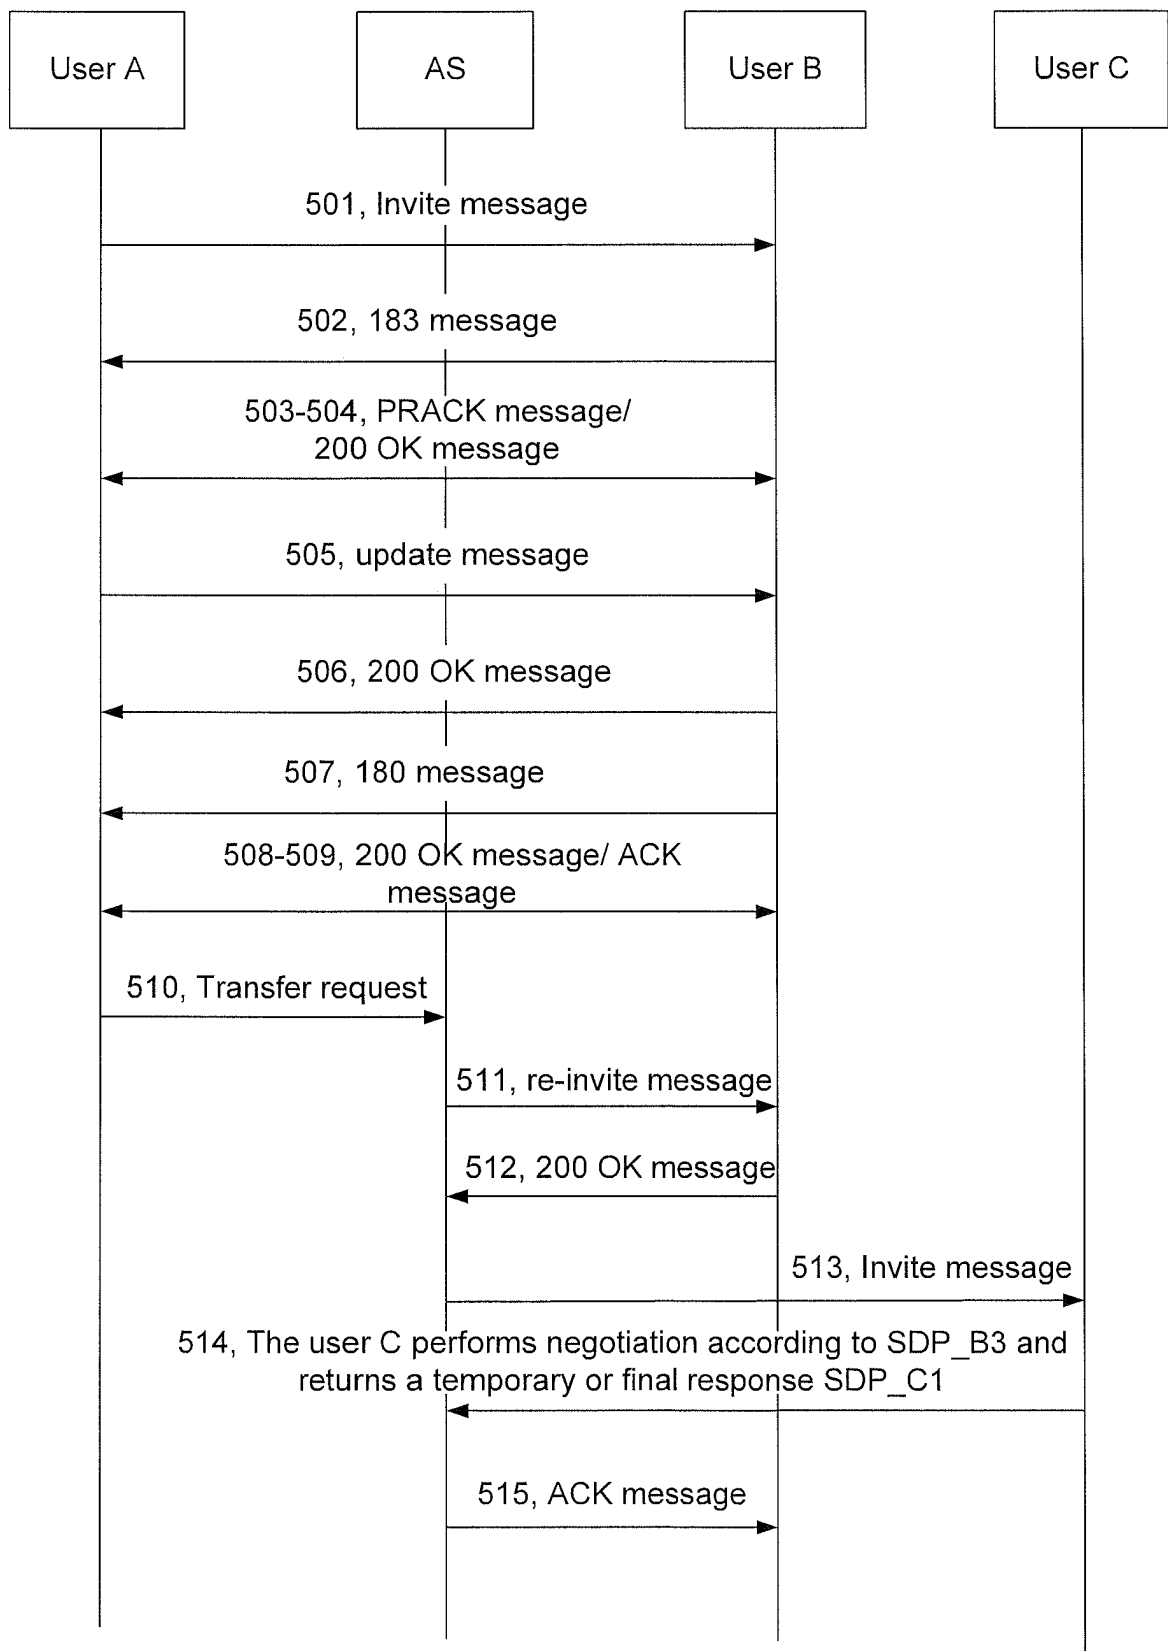 User A
AS
User B
User C
501, Invite message
502, 183 message
503-504, PRACK message/
200 OK message
505, update message
506, 200 OK message
507, 180 message
508-509, 200 OK message/ ACK
message
510, Transfer request
511, re-invite message
512, 200 OK message
513, Invite message
514, The user C performs negotiation according to SDP_B3 and
returns a temporary or final response SDP_C1
515, ACK message